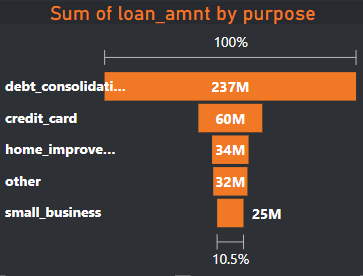 Sum of loan_amnt by purpose
100%
debt_consolidati... 237M
credit_card 60M
home_improve... 34M
other 32M
small_business 25M
10.5%